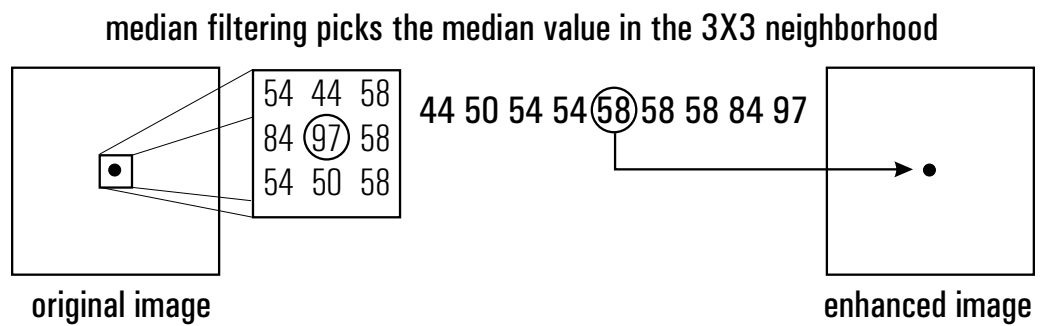 median filtering picks the median value in the 3X3 neighborhood
54 44 58
84 97 58
54 50 58
44 50 54 54 58 58 58 84 97
original image
enhanced image